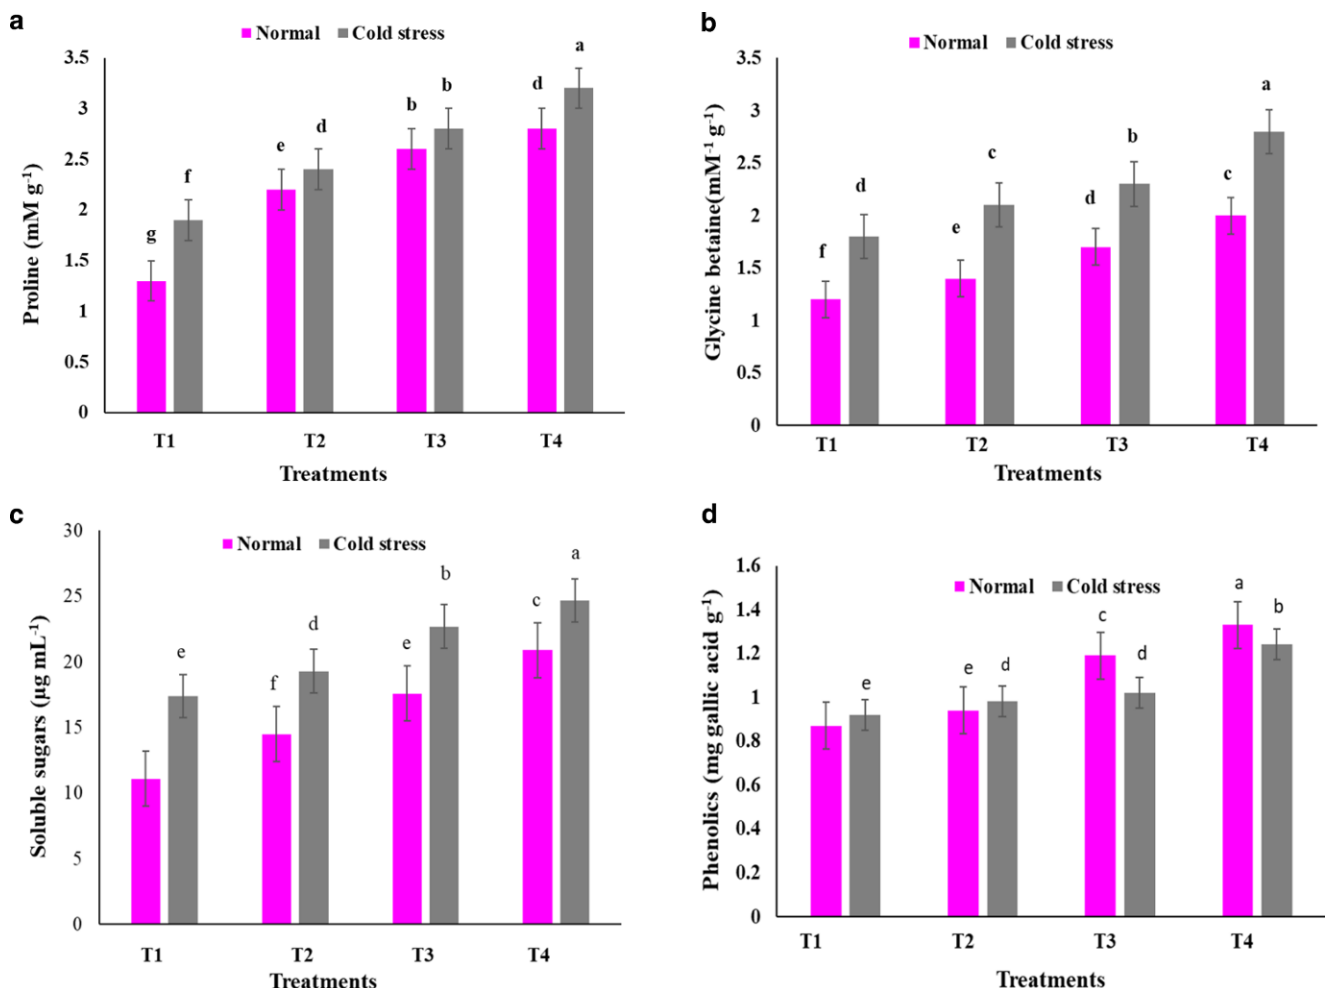 a
Normal Cold stress
3.5
3
2.5
2
1.5
1
0.5
0
Proline (mM g-1)
g f e d b b d a
T1 T2 T3 T4
Treatments
b
Normal Cold stress
3.5
3
2.5
2
1.5
1
0.5
0
Glycine betaine(mM-1 g-1)
f d e c d b c a
T1 T2 T3 T4
Treatments
c
Normal Cold stress
30
25
20
15
10
5
0
Soluble sugars (µg mL-1)
e f d e b c a
T1 T2 T3 T4
Treatments
d
Normal Cold stress
1.6
1.4
1.2
1
0.8
0.6
0.4
0.2
0
Phenolics (mg gallic acid g-1)
e e d c d a b
T1 T2 T3 T4
Treatments